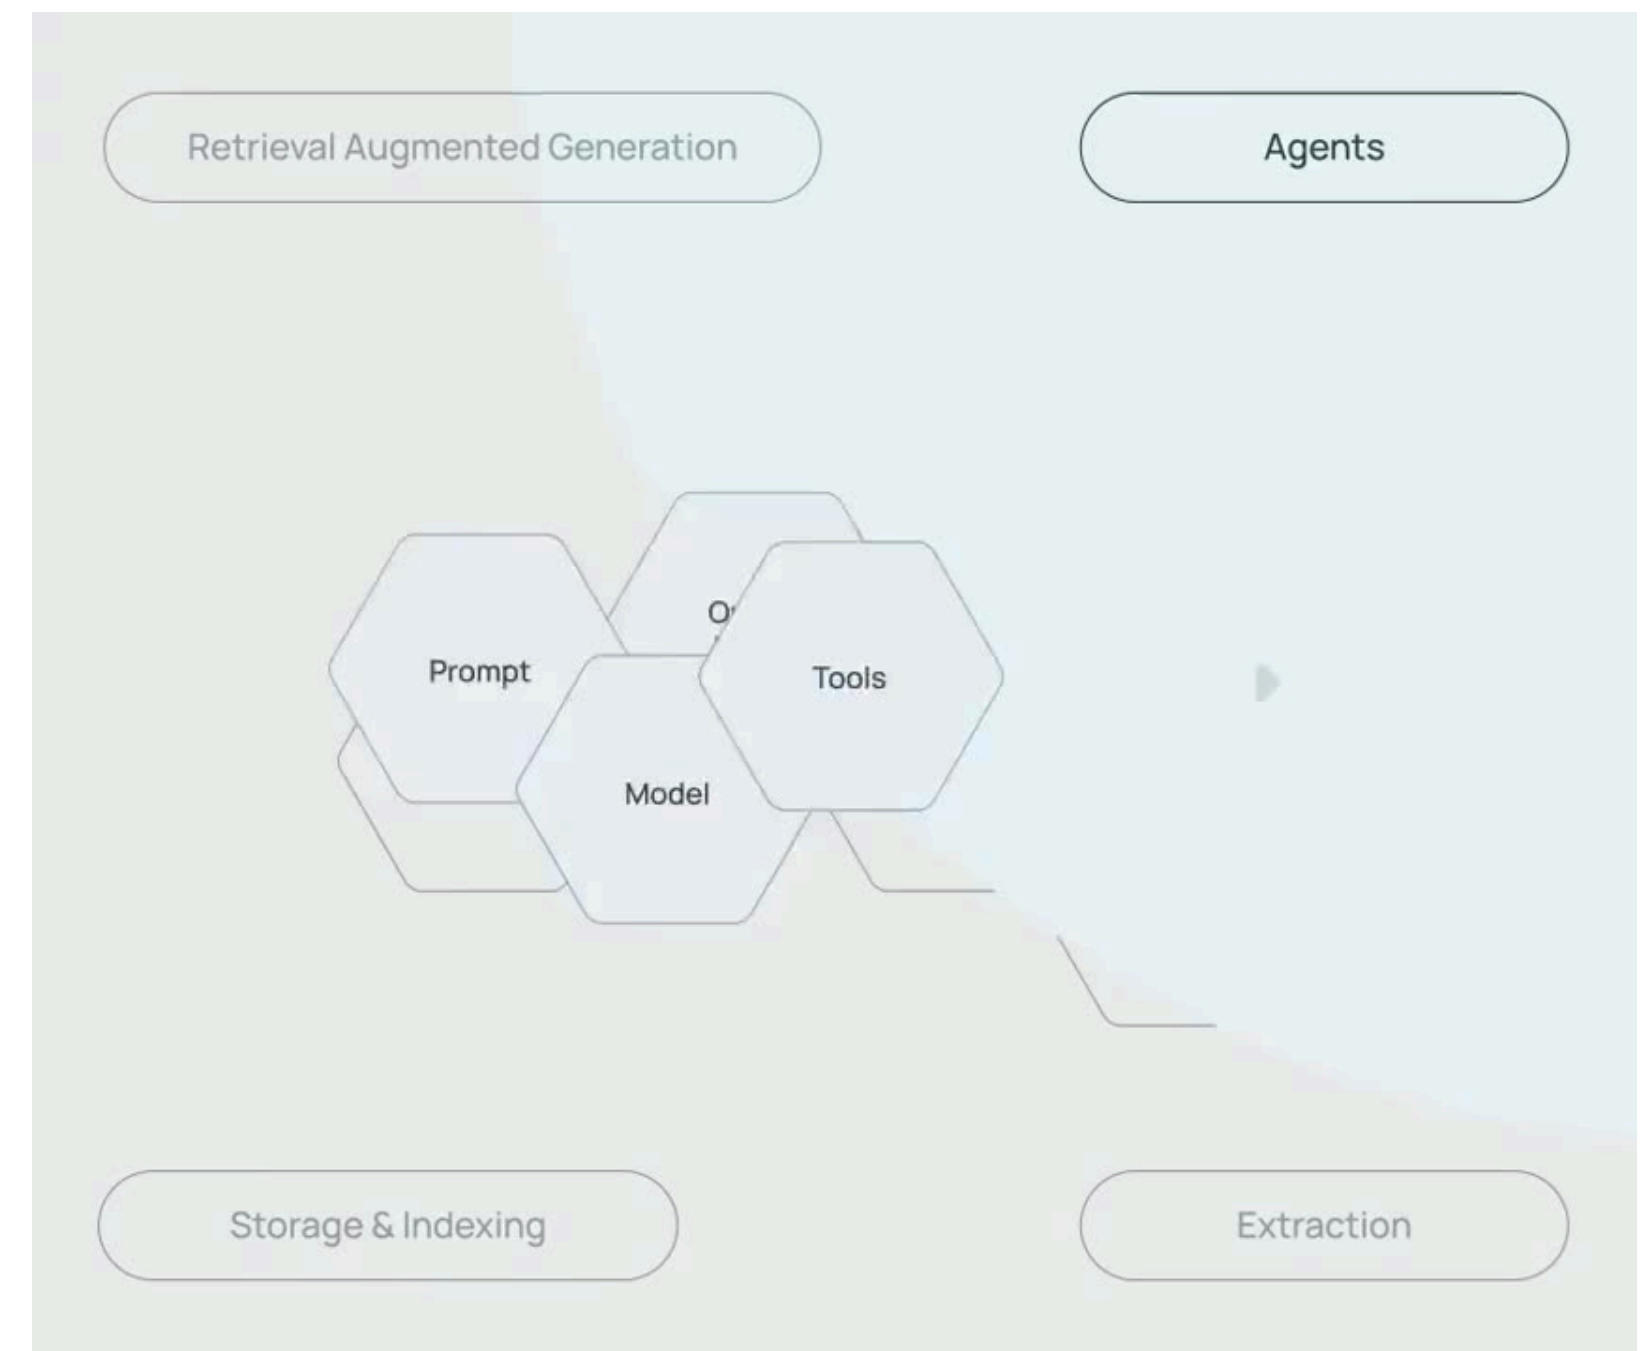 Retrieval Augmented Generation
Agents
Prompt
Tools
Model
Storage & Indexing
Extraction